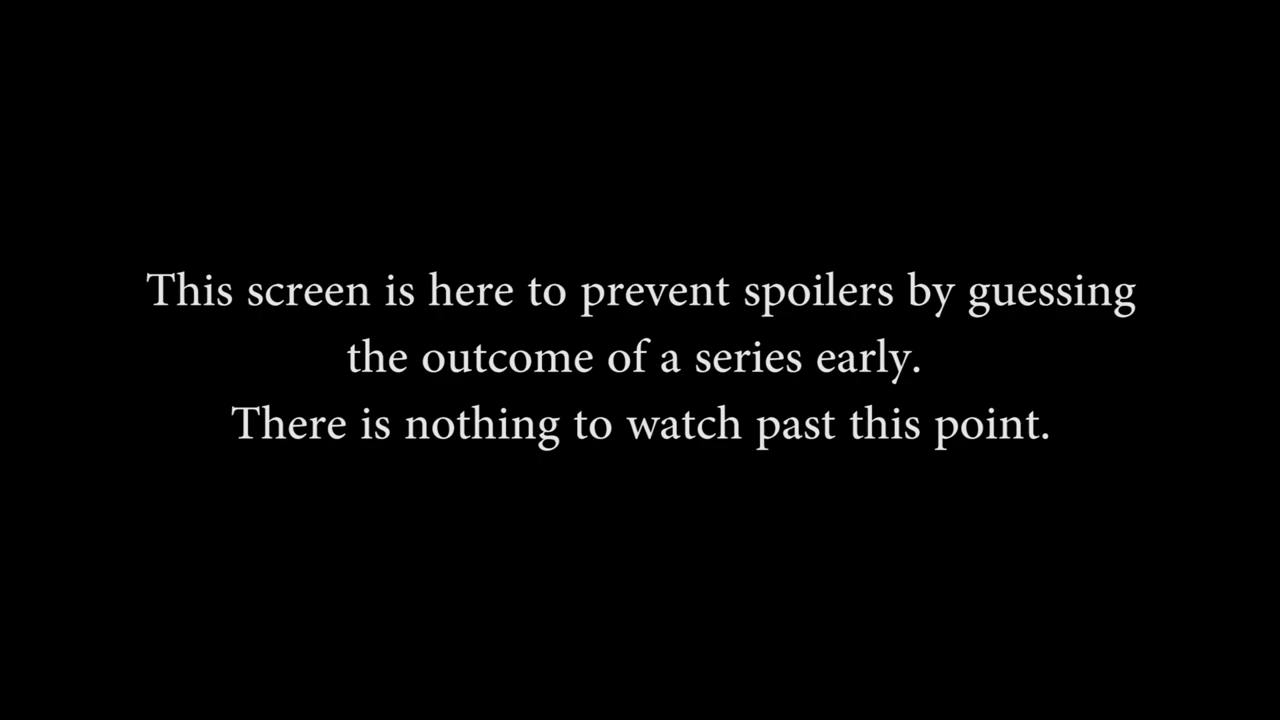 This screen is here to prevent spoilers by guessing
the outcome of a series early.
There is nothing to watch past this point.